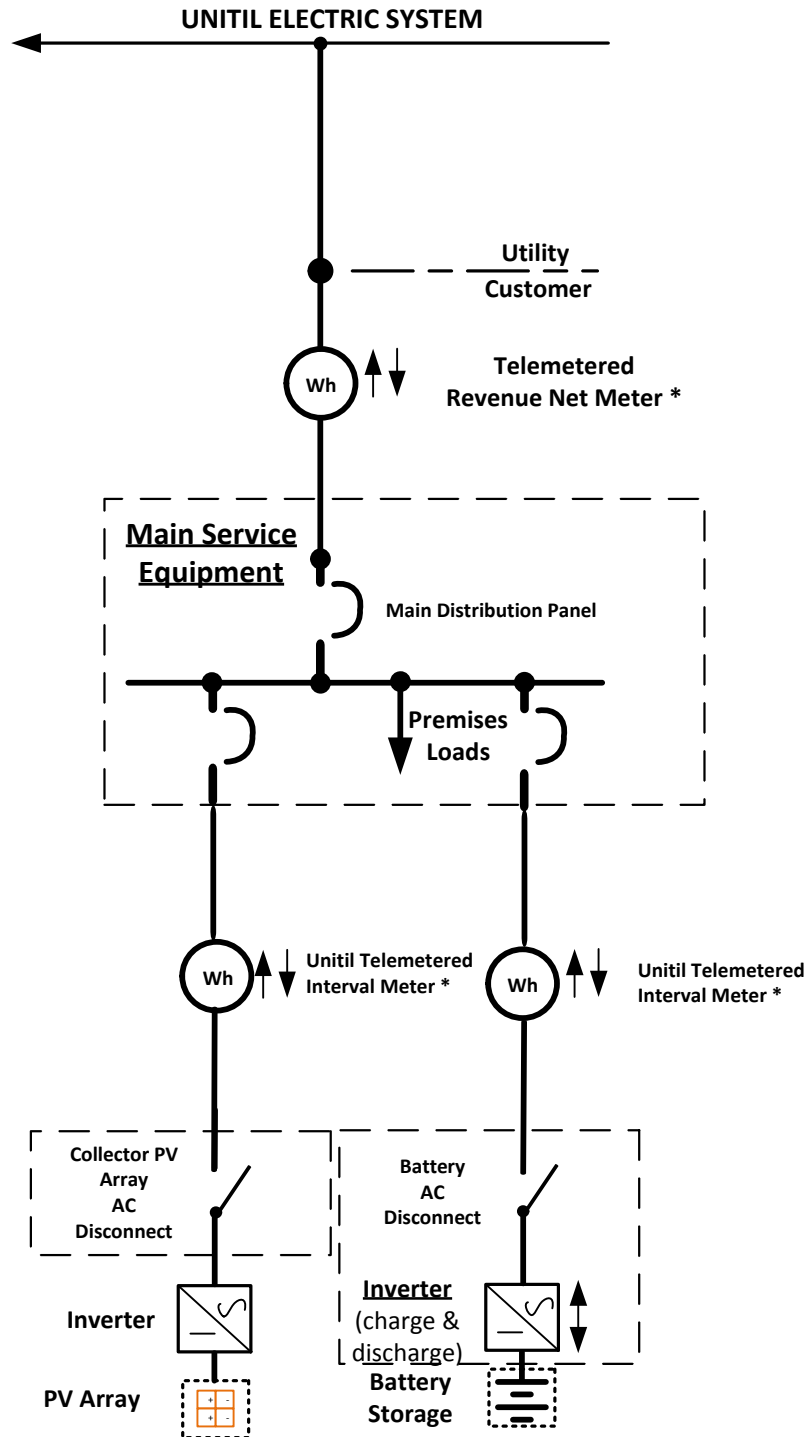 UNITIL ELECTRIC SYSTEM
Utility
Customer
Wh
Telemetered
Revenue Net Meter *
Main Service
Equipment
Main Distribution Panel
Premises
Loads
Wh
Unitil Telemetered
Interval Meter *
Wh
Unitil Telemetered
Interval Meter *
Collector PV
Array
AC
Disconnect
Battery
AC
Disconnect
Inverter
Inverter
(charge &
discharge)
PV Array
+ -
+ -
Battery
Storage